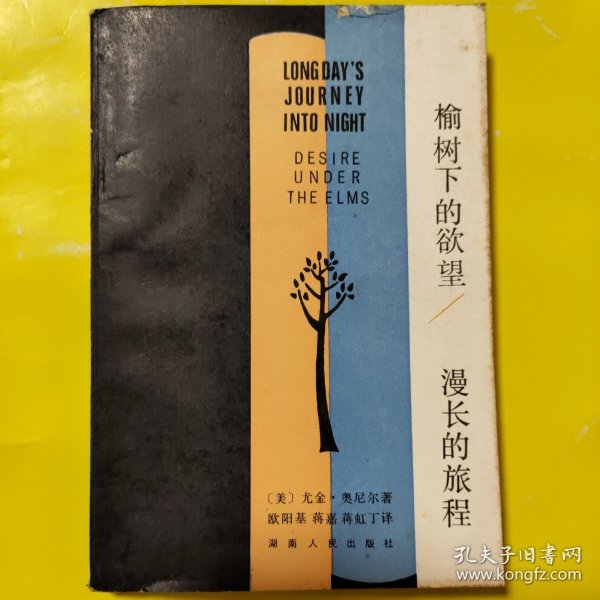 LONG DAY'S
JOURNEY
INTO NIGHT
DESIRE
UNDER
THE ELMS
榆树下的欲望／漫长的旅程
〔美〕尤金·奥尼尔著
欧阳基 蒋嘉 蒋虹丁译
湖南人民出版社
孔夫子旧书网
www.kongfz.com